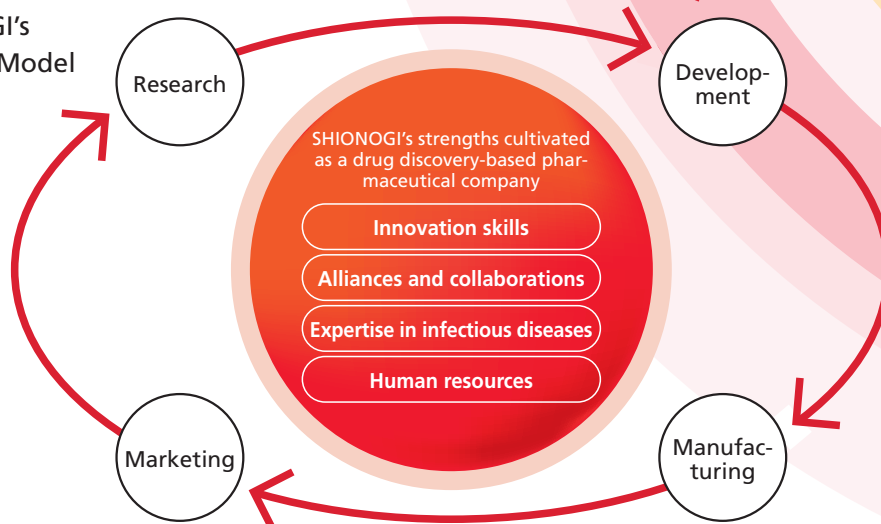 GI's
Model
Research
Develop-
ment
SHIONOGI's strengths cultivated
as a drug discovery-based phar-
maceutical company
Innovation skills
Alliances and collaborations
Expertise in infectious diseases
Human resources
Marketing
Manufac-
turing